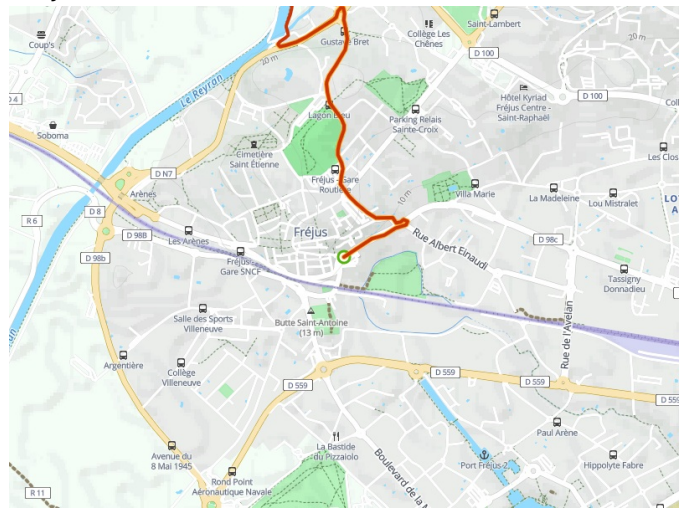 Saint-Lambert
Coup's
Gustave Bret
Collège Les
Chênes
D 100
20 m
20 m
Le Reyran
Hôtel Kyriad
Fréjus Centre -
Saint-Raphaël
D 100
D 4
Lagon Bleu
Parking Relais
Sainte-Croix
Soboma
Cimetière
Saint Étienne
Les Clos
D N7
Fréjus - Gare
Routière
Arènes
10 m
Villa Marie
La Madeleine
Lou Mistralet
R 6
D 8
D 98B
Les Arènes
Fréjus
Rue Albert Einaudi
D 98c
D 98b
Fréjus
Gare SNCF
Tassigny
Donnadieu
Salle des Sports
Villeneuve
Butte Saint-Antoine
(13 m)
Rue de l'Avelan
Argentière
Collège
Villeneuve
D 559
D 559
D 559
D 559
La Bastide
du Pizzaiolo
Paul Arène
Avenue du
8 Mai 1945
Boulevard de la M
Port Fréjus 2
Hippolyte Fabre
Rond Point
Aéronautique Navale
R 11